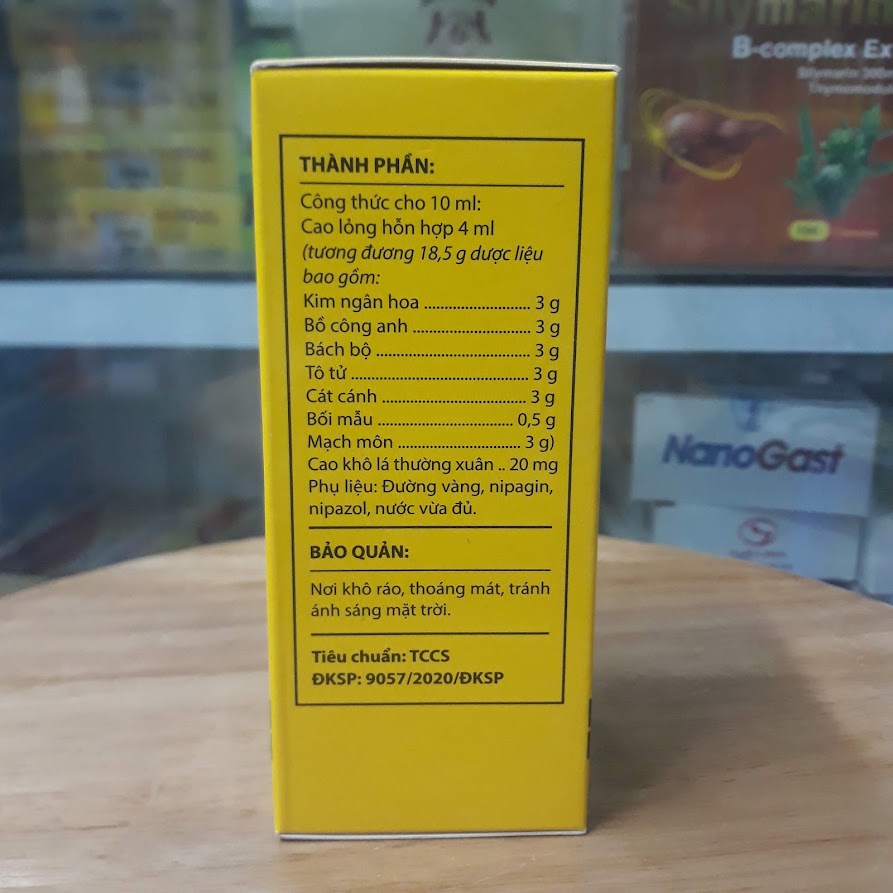 THÀNH PHẦN:
Công thức cho 10 ml:
Cao lỏng hỗn hợp 4 ml
(tương đương 18,5 g dược liệu
bao gồm:
Kim ngân hoa ............................ 3 g
Bồ công anh ............................. 3 g
Bách bộ .................................... 3 g
Tô tử ......................................... 3 g
Cát cánh ................................... 3 g
Bối mẫu ................................ 0,5 g
Mạch môn ............................... 3 g)
Cao khô lá thường xuân .. 20 mg
Phụ liệu: Đường vàng, nipagin,
nipazol, nước vừa đủ.
BẢO QUẢN:
Nơi khô ráo, thoáng mát, tránh
ánh sáng mặt trời.
Tiêu chuẩn: TCCS
ĐKSP: 9057/2020/ĐKSP
Silymarin
B-complex Ex
NanoGast